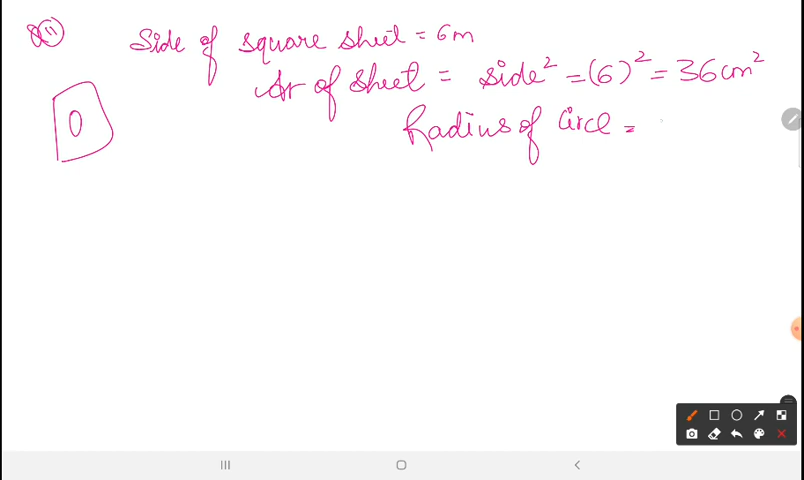 Q11
Side of square sheet = 6m
Ar of sheet = side² = (6)² = 36cm²
Radius of circle =